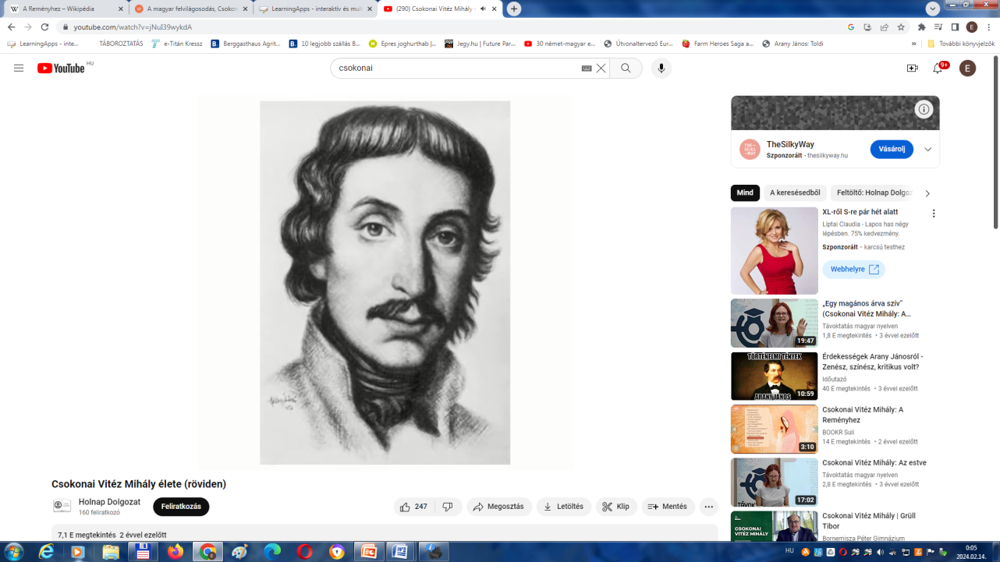 A Reményhez – Wikipédia
A magyar felvilágosodás, Csokon
LearningApps - interaktív és mult
(290) Csokonai Vitéz Mihály
youtube.com/watch?v=jNuI39wykdA
E
LearningApps - inte...
TÁBOROZTATÁS
e-Titán Kressz
Berggasthaus Agrit...
10 legjobb szállás B...
Epres joghurthab |...
Jegy.hu | Future Par...
30 német-magyar e...
Útvonaltervező Eur...
Farm Heroes Saga a...
Arany János: Toldi
»
További könyvjelzők
YouTube HU
csokonai
9+
E
TheSilkyWay
Szponzorált · thesilkyway.hu
Vásárolj
Mind
A keresésedből
Feltöltő: Holnap Dolgoz
XL-ről S-re pár hét alatt
Liptai Claudia - Lapos has négy
lépésben. 75% kedvezmény.
Szponzorált · karcsú testhez
Webhelyre
„Egy magános árva szív”
(Csokonai Vitéz Mihály: A...
Távoktatás magyar nyelven
1,8 E megtekintés • 3 évvel ezelőtt
19:47
TÖRTÉNELMI TÉNYEK
ARANY JÁNOS
10:59
Érdekességek Arany Jánosról -
Zenész, színész, kritikus volt?
Időutazó
40 E megtekintés • 3 évvel ezelőtt
Csokonai Vitéz Mihály: A
Reményhez
BOOKR Suli
14 E megtekintés • 2 évvel ezelőtt
3:10
Csokonai Vitéz Mihály: Az estve
Távoktatás magyar nyelven
2,8 E megtekintés • 3 évvel ezelőtt
17:02
Csokonai Vitéz Mihály | Grüll
Tibor
Bornemisza Péter Gimnázium
CSOKONAI
VITÉZ MIHÁLY
Csokonai Vitéz Mihály élete (röviden)
Holnap Dolgozat
160 feliratkozó
Feliratkozás
247
Megosztás
Letöltés
Klip
Mentés
7,1 E megtekintés 2 évvel ezelőtt
HU
0:05
2024.02.14.